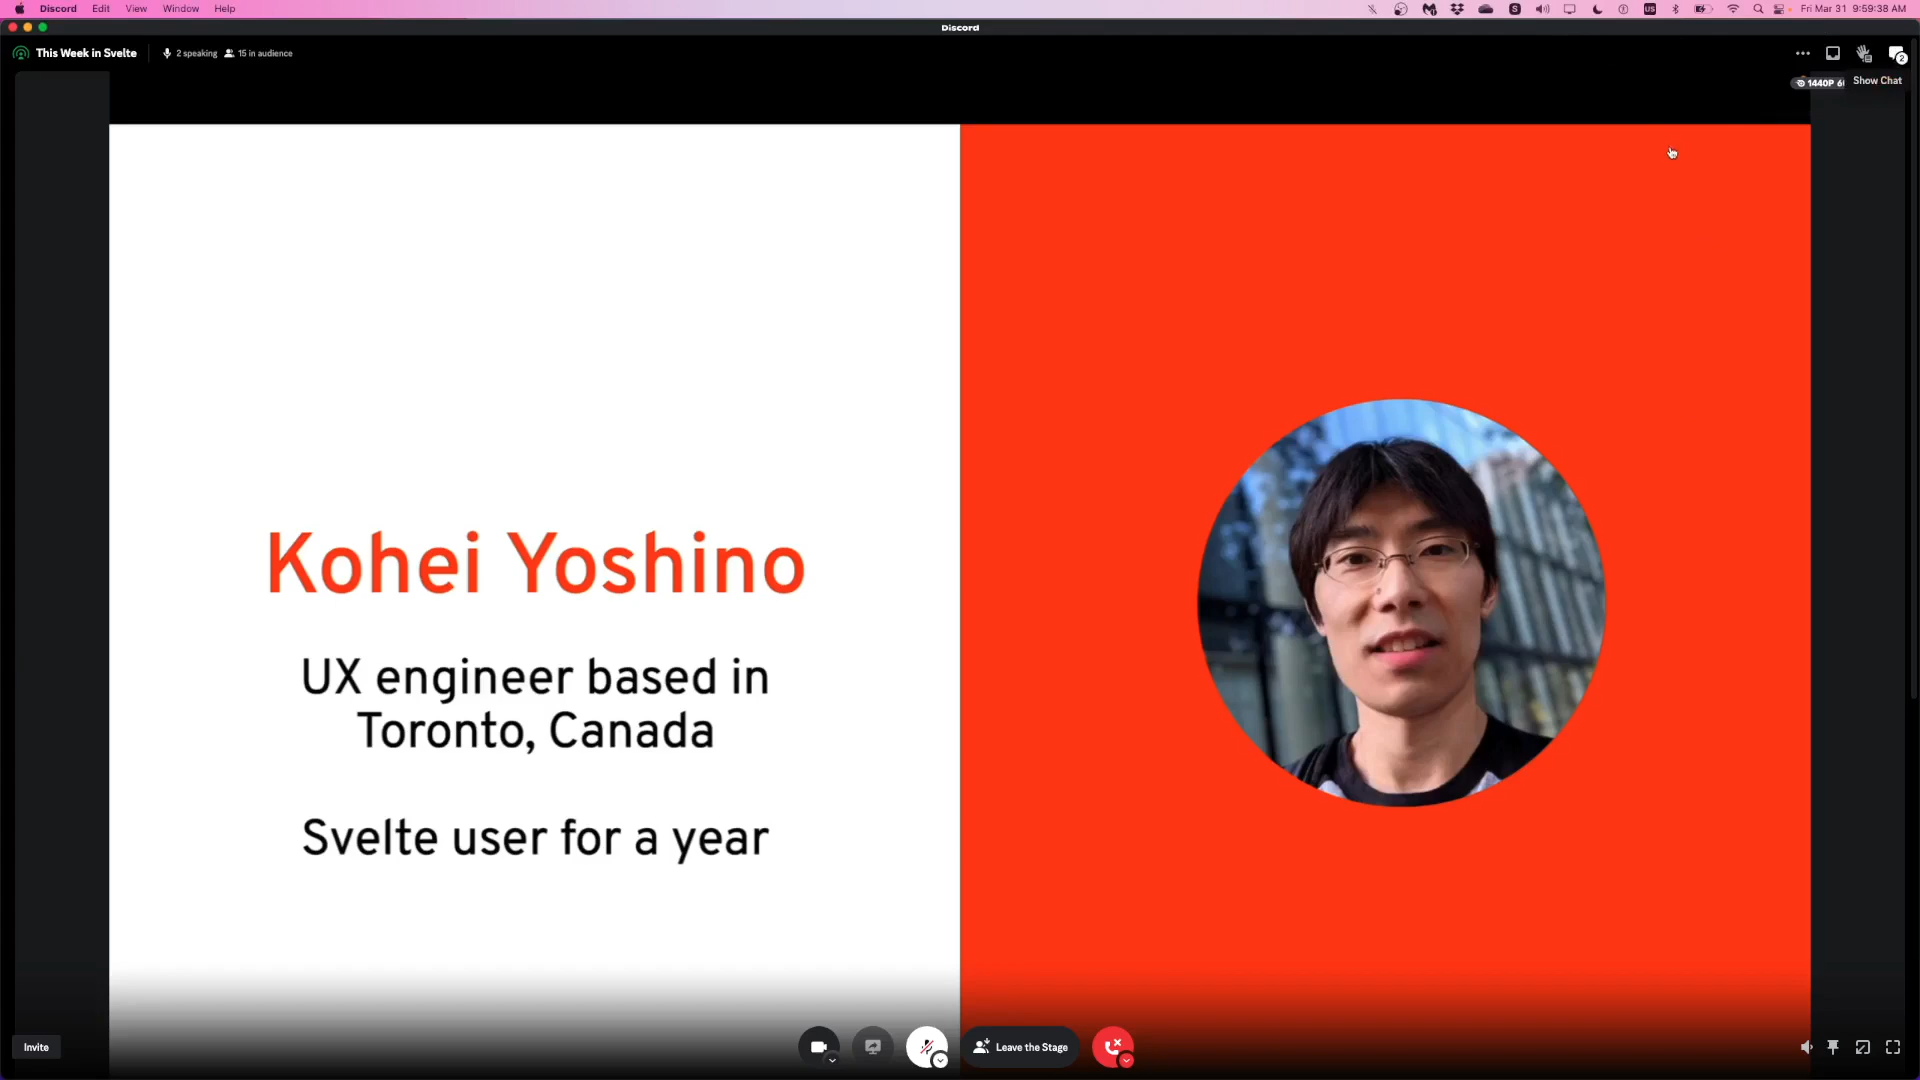 Discord Edit View Window Help
Fri Mar 31 9:59:38 AM
Discord
This Week in Svelte 2 speaking 15 in audience
2
1440P
Show Chat
Kohei Yoshino
UX engineer based in
Toronto, Canada
Svelte user for a year
Invite
Leave the Stage